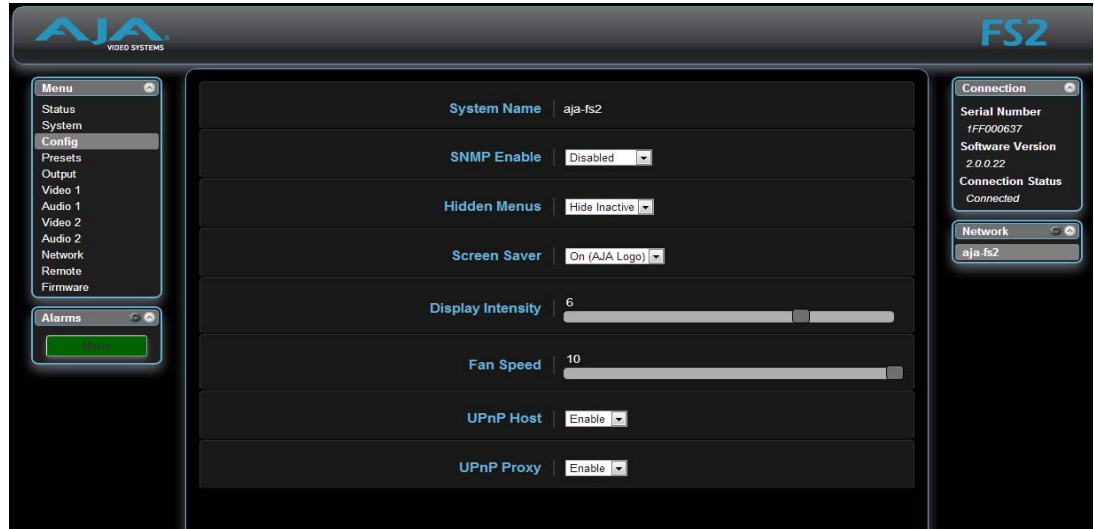 AJA
VIDEO SYSTEMS
FS2
Menu
Status
System
Config
Presets
Output
Video 1
Audio 1
Video 2
Audio 2
Network
Remote
Firmware
Alarms
None
System Name aja-fs2
SNMP Enable Disabled
Hidden Menus Hide Inactive
Screen Saver On (AJA Logo)
Display Intensity 6
Fan Speed 10
UPnP Host Enable
UPnP Proxy Enable
Connection
Serial Number
1FF000637
Software Version
2.0.0.22
Connection Status
Connected
Network
aja-fs2